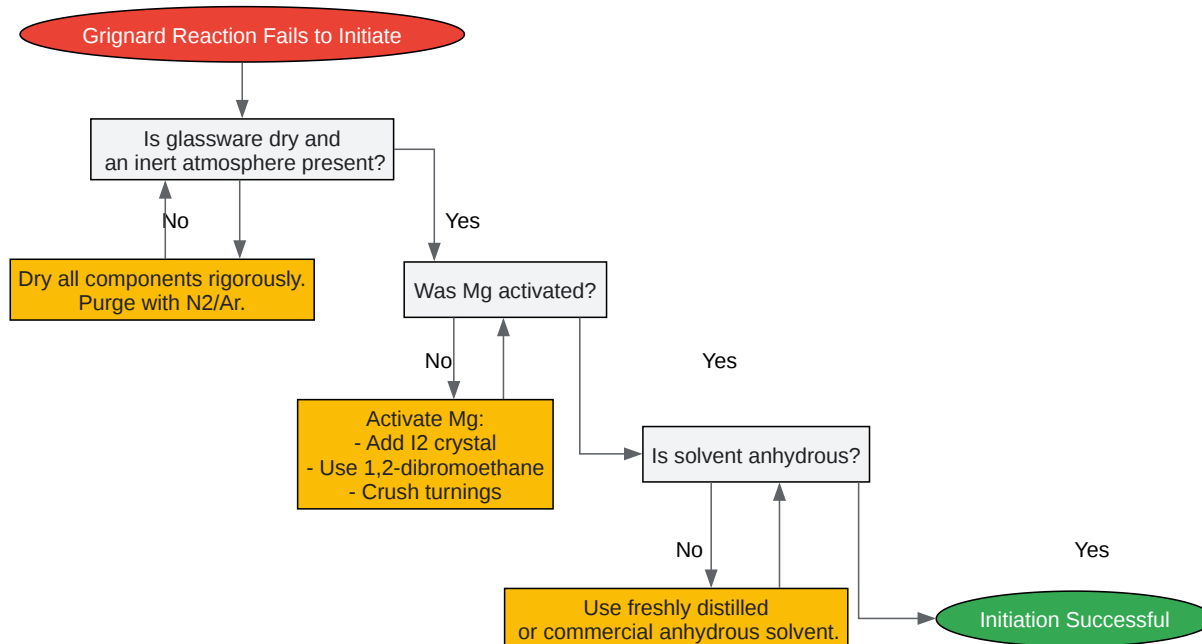 Grignard Reaction Fails to Initiate
Is glassware dry and
an inert atmosphere present?
No
Yes
Dry all components rigorously.
Purge with N2/Ar.
Was Mg activated?
No
Yes
Activate Mg:
- Add I2 crystal
- Use 1,2-dibromoethane
- Crush turnings
Is solvent anhydrous?
No
Yes
Use freshly distilled
or commercial anhydrous solvent.
Initiation Successful